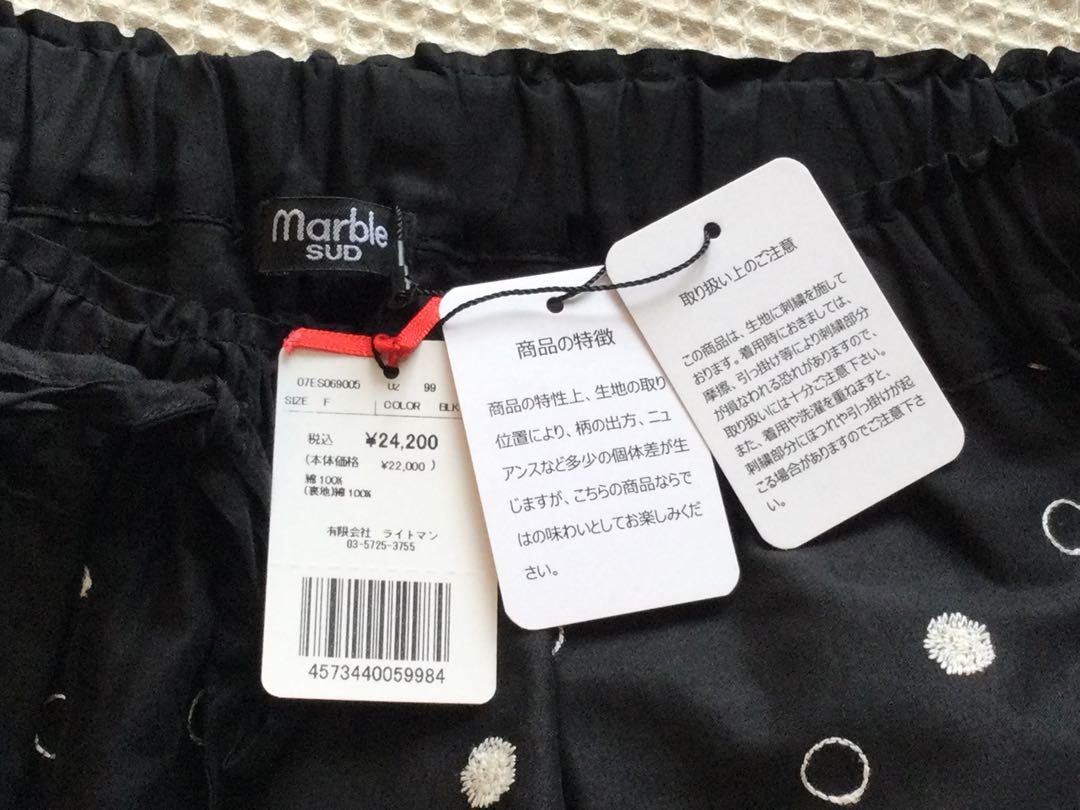 marble
SUD
07ES069005 02 99
SIZE F COLOR BLK
税込 ¥24,200
(本体価格 ¥22,000 )
綿100%
(裏地)綿100%
有限会社 ライトマン
03-5725-3755
4573440059984
商品の特徴
商品の特性上、生地の取り
位置により、柄の出方、ニュ
アンスなど多少の個体差が生
じますが、こちらの商品ならで
はの味わいとしてお楽しみくだ
さい。
取り扱い上のご注意
この商品は、生地に刺繍を施して
おります。着用時におきましては、
摩擦、引っ掛け等により刺繍部分
が損なわれる恐れがありますので、
取り扱いには十分ご注意下さい。
また、着用や洗濯を重ねますと、
刺繍部分にほつれや引っ掛けが起
こる場合がありますのでご注意下さ
い。